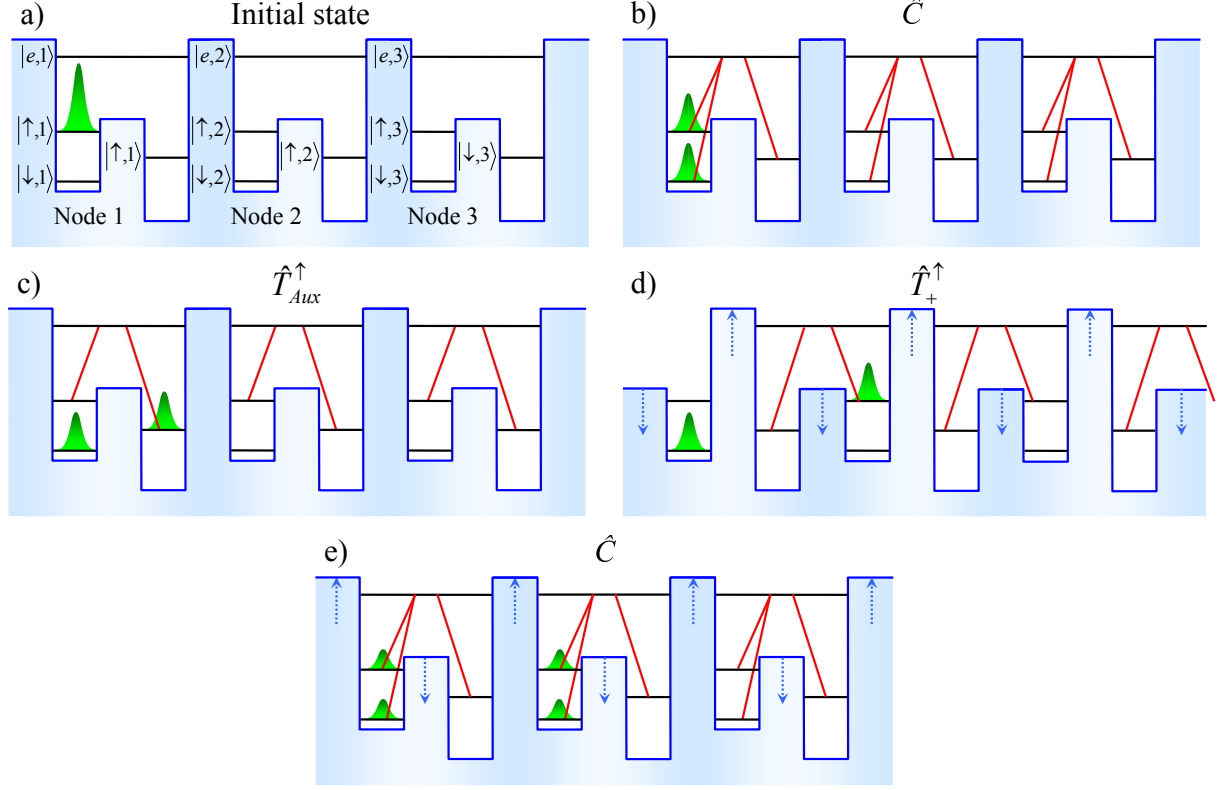 a) Initial state
|e,1⟩ |e,2⟩ |e,3⟩
|↑,1⟩ |↑,2⟩ |↑,3⟩
|↑,1⟩ |↑,2⟩ |↓,3⟩
|↓,1⟩ |↓,2⟩ |↓,3⟩
Node 1 Node 2 Node 3
b) Ĉ
c) T̂↑Aux
d) T̂↑+
e) Ĉ